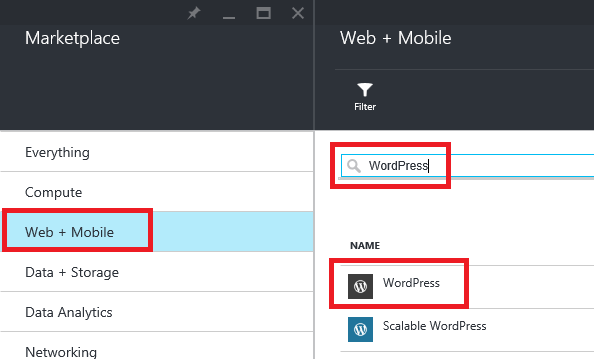 Marketplace
Everything
Compute
Web + Mobile
Data + Storage
Data Analytics
Networking
Web + Mobile
Filter
WordPress
NAME
WordPress
Scalable WordPress